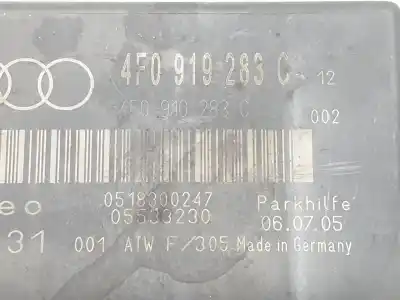 4F0 919 283 C 12
4F0 910 283 C
002
0518300247
05533230
Parkhilfe
06.07.05
eo
31
001 ATW F/305 Made in Germany